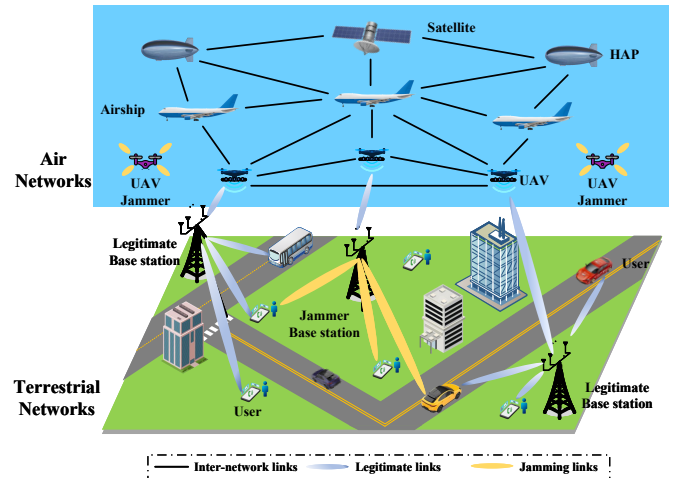 Satellite
HAP
Airship
Air
Networks
UAV
Jammer
UAV
UAV
Jammer
Legitimate
Base station
User
Jammer
Base station
Terrestrial
Networks
User
Legitimate
Base station
Inter-network links
Legitimate links
Jamming links